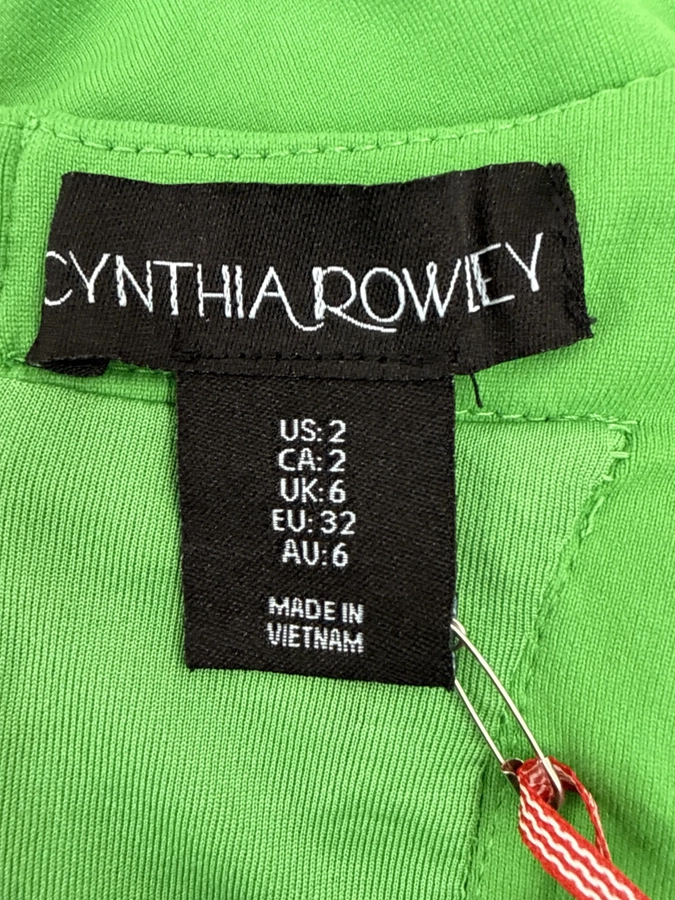 CYNTHIA ROWLEY
US: 2
CA: 2
UK: 6
EU: 32
AU: 6
MADE IN
VIETNAM